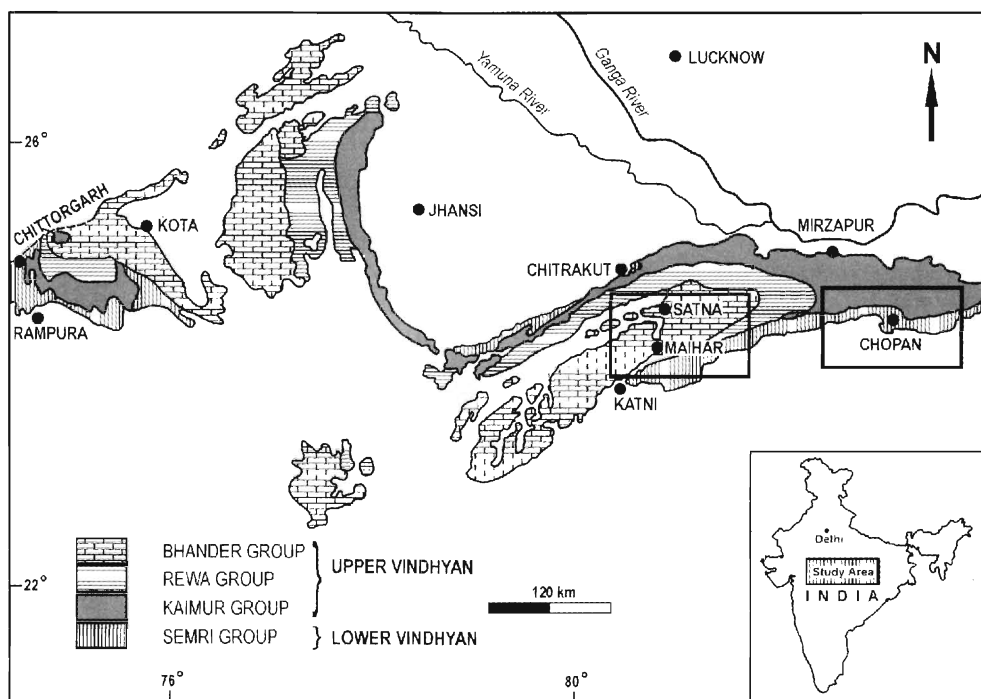 LUCKNOW
N
Yamuna River
Ganga River
26°
CHITTORGARH
KOTA
JHANSI
MIRZAPUR
CHITRAKUT
RAMPURA
SATNA
MAIHAR
CHOPAN
KATNI
BHANDER GROUP
REWA GROUP
UPPER VINDHYAN
KAIMUR GROUP
SEMRI GROUP
LOWER VINDHYAN
22°
120 km
Delhi
Study Area
INDIA
76°
80°